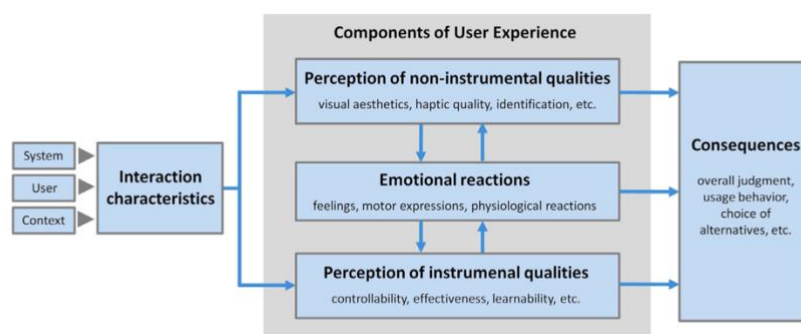 Components of User Experience
Perception of non-instrumental qualities
visual aesthetics, haptic quality, identification, etc.
System
User
Context
Interaction
characteristics
Emotional reactions
feelings, motor expressions, physiological reactions
Perception of instrumenal qualities
controllability, effectiveness, learnability, etc.
Consequences
overall judgment,
usage behavior,
choice of
alternatives, etc.